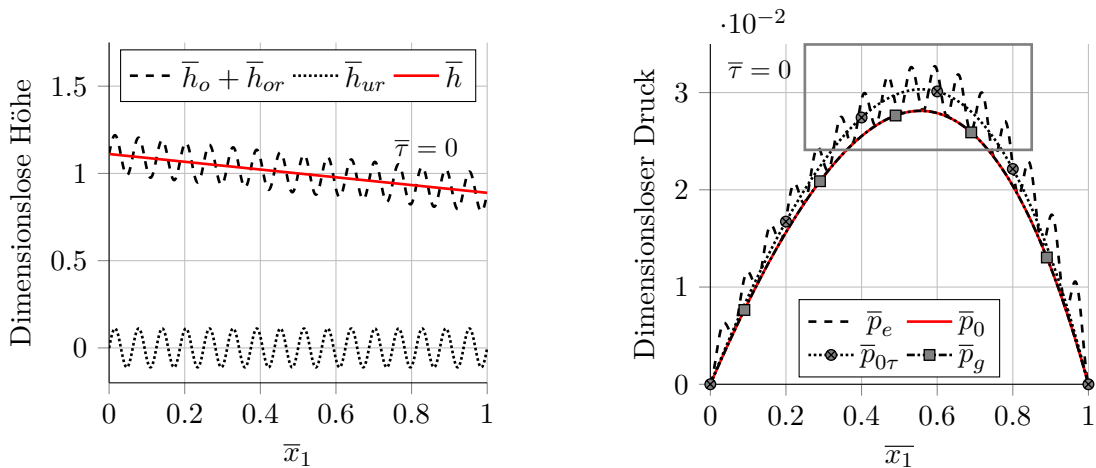 Dimensionslose Höhe
1.5
1
0.5
0
h̅ₒ + h̅ₒᵣ h̅ᵤᵣ h̅
τ̅ = 0
0 0.2 0.4 0.6 0.8 1
x̅₁
·10⁻²
Dimensionsloser Druck
3
2
1
0
τ̅ = 0
p̅ₑ p̅₀
p̅₀τ p̅g
0 0.2 0.4 0.6 0.8 1
x̅₁